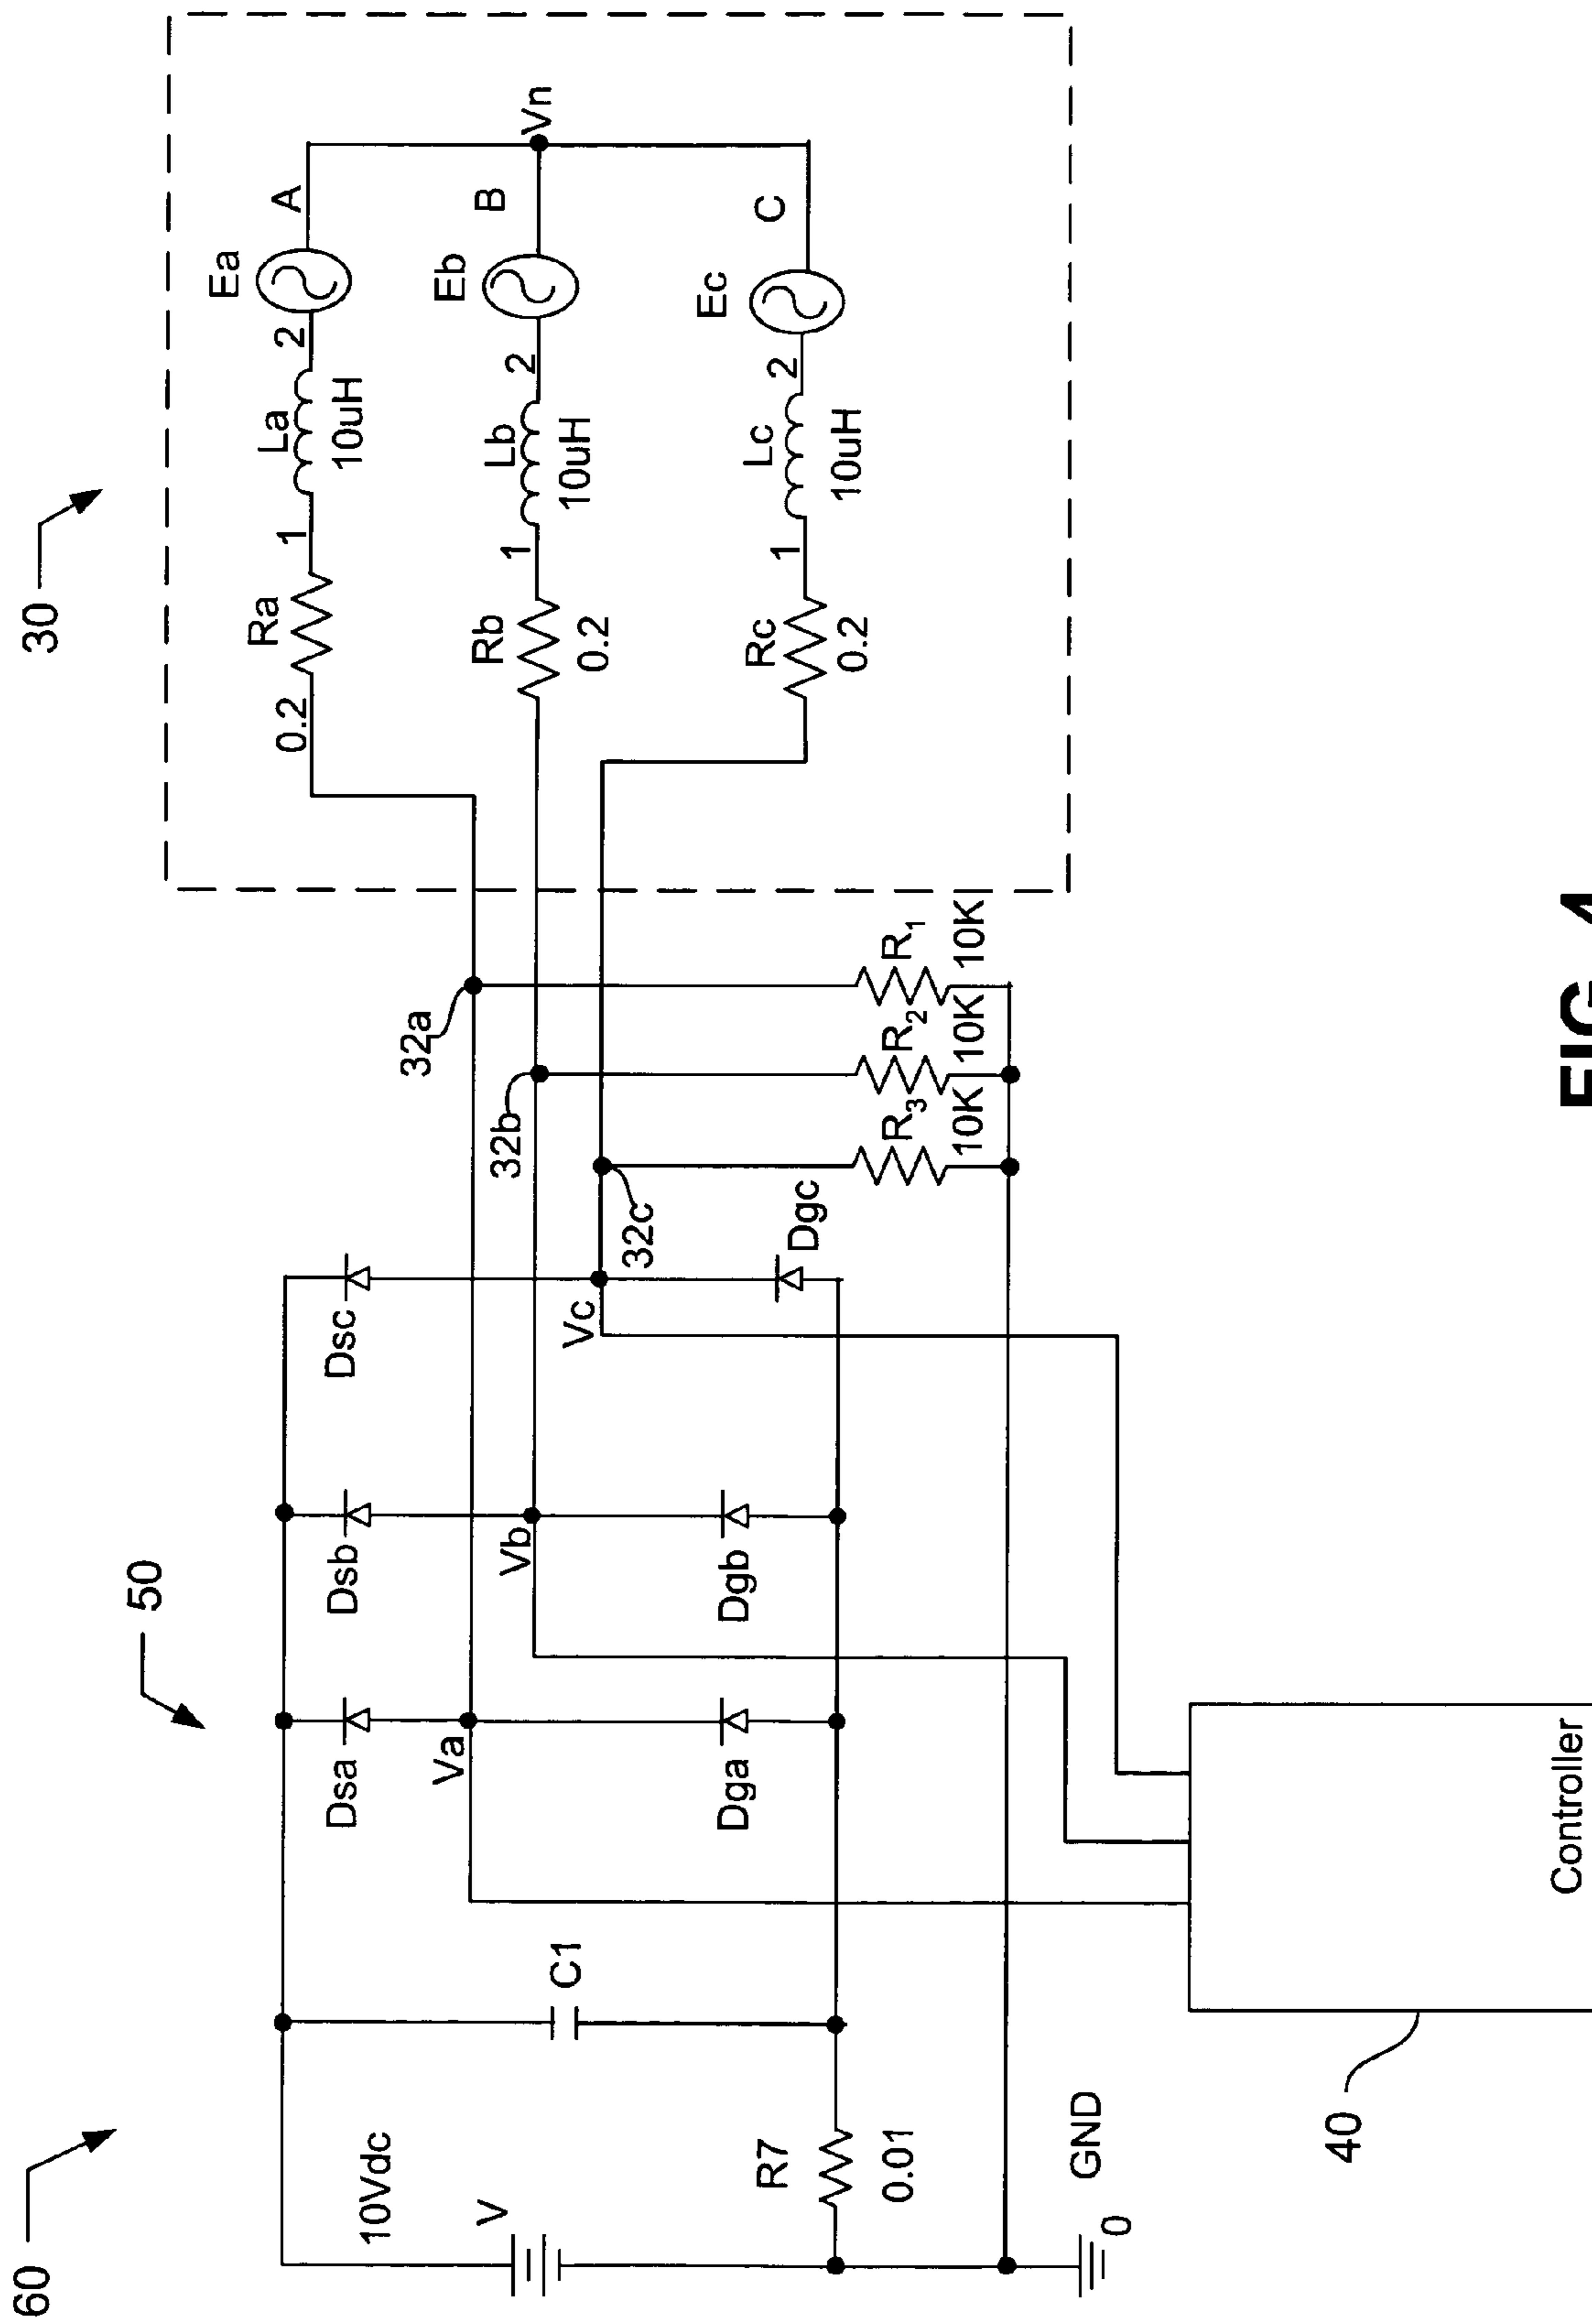 60
50
30
10Vdc
V
R7
0.01
GND
0
C1
Dsa
Dsb
Dsc
Va
Vb
Vc
Dga
Dgb
Dgc
32a
32b
32c
R1
10K
R2
10K
R3
10K
Ra
0.2
1
La
10uH
2
Ea
A
Rb
0.2
1
Lb
10uH
2
Eb
B
Vn
Rc
0.2
1
Lc
10uH
2
Ec
C
Controller
40